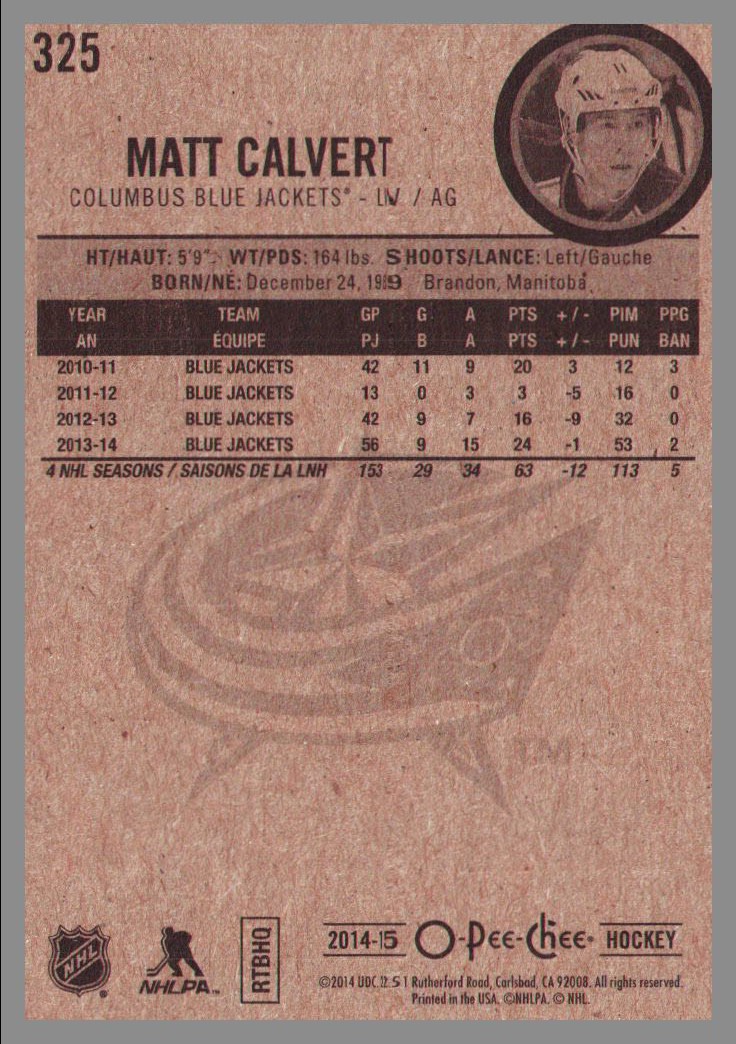 325
MATT CALVERT
COLUMBUS BLUE JACKETS® - LW / AG
HT/HAUT: 5'9" WT/PDS: 164 lbs. SHOOTS/LANCE: Left/Gauche
BORN/NÉ: December 24, Brandon, Manitoba
YEAR TEAM GP G A PTS +/- PIM PPG
AN ÉQUIPE PJ B A PTS +/- PUN BAN
2010-11 BLUE JACKETS 42 11 9 20 3 12 3
2011-12 BLUE JACKETS 13 0 3 3 -5 16 0
2012-13 BLUE JACKETS 42 9 7 16 -9 32 0
2013-14 BLUE JACKETS 56 9 15 24 -1 53 2
4 NHL SEASONS / SAISONS DE LA LNH 153 29 34 63 -12 113 5
TM
NHL ®
NHLPA™
RTBHQ
2014-15 O-Pee-Chee® HOCKEY
©2014 UDC. Rutherford Road, Carlsbad, CA 92008. All rights reserved.
Printed in the USA. ©NHLPA. © NHL.